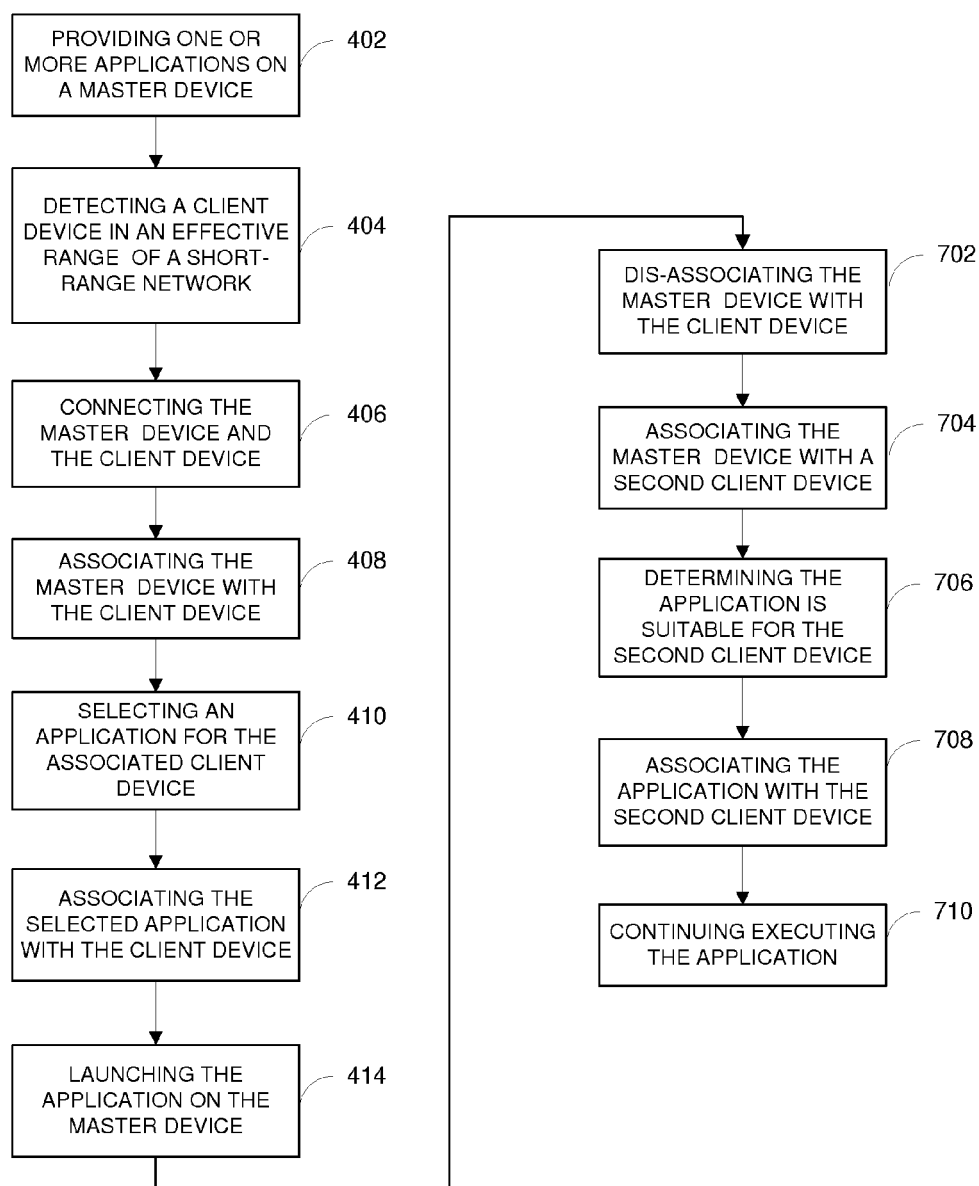 PROVIDING ONE OR
MORE APPLICATIONS ON
A MASTER DEVICE
402
DETECTING A CLIENT
DEVICE IN AN EFFECTIVE
RANGE OF A SHORT-
RANGE NETWORK
404
CONNECTING THE
MASTER DEVICE AND
THE CLIENT DEVICE
406
ASSOCIATING THE
MASTER DEVICE WITH
THE CLIENT DEVICE
408
SELECTING AN
APPLICATION FOR THE
ASSOCIATED CLIENT
DEVICE
410
ASSOCIATING THE
SELECTED APPLICATION
WITH THE CLIENT DEVICE
412
LAUNCHING THE
APPLICATION ON THE
MASTER DEVICE
414
DIS-ASSOCIATING THE
MASTER DEVICE WITH
THE CLIENT DEVICE
702
ASSOCIATING THE
MASTER DEVICE WITH A
SECOND CLIENT DEVICE
704
DETERMINING THE
APPLICATION IS
SUITABLE FOR THE
SECOND CLIENT DEVICE
706
ASSOCIATING THE
APPLICATION WITH THE
SECOND CLIENT DEVICE
708
CONTINUING EXECUTING
THE APPLICATION
710